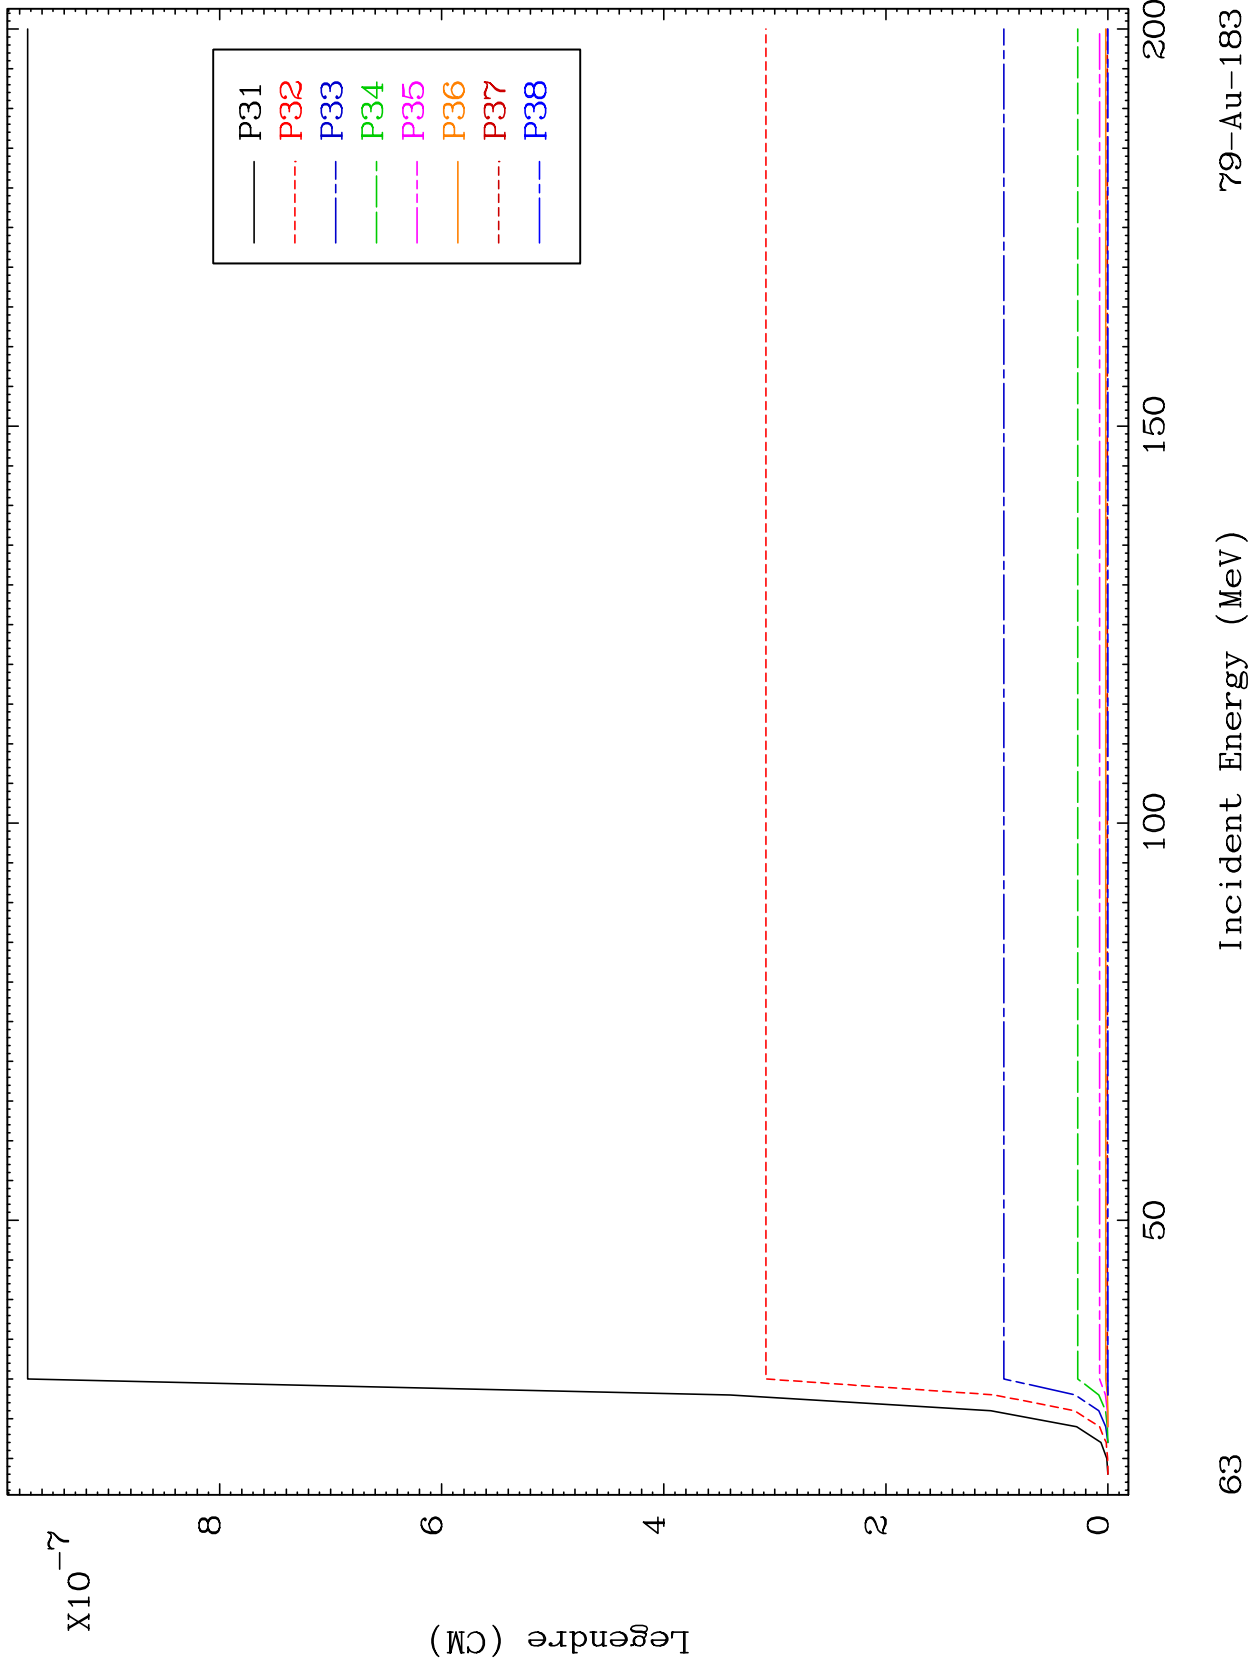 X10-7
8
6
4
2
0
Legendre (CM)
P31
P32
P33
P34
P35
P36
P37
P38
50
100
150
200
63
Incident Energy (MeV)
79-Au-183